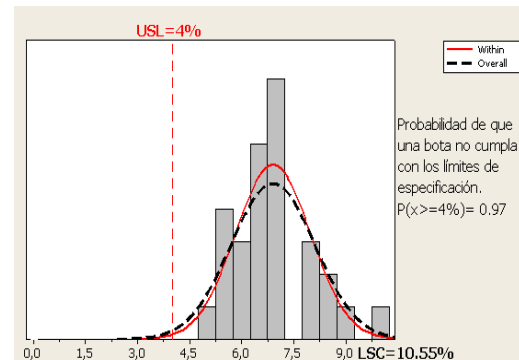 USL=4%
Within
Overall
Probabilidad de que
una bota no cumpla
con los límites de
especificación.
P(x>=4%)= 0.97
0,0 1,5 3,0 4,5 6,0 7,5 9,0 LSC=10.55%